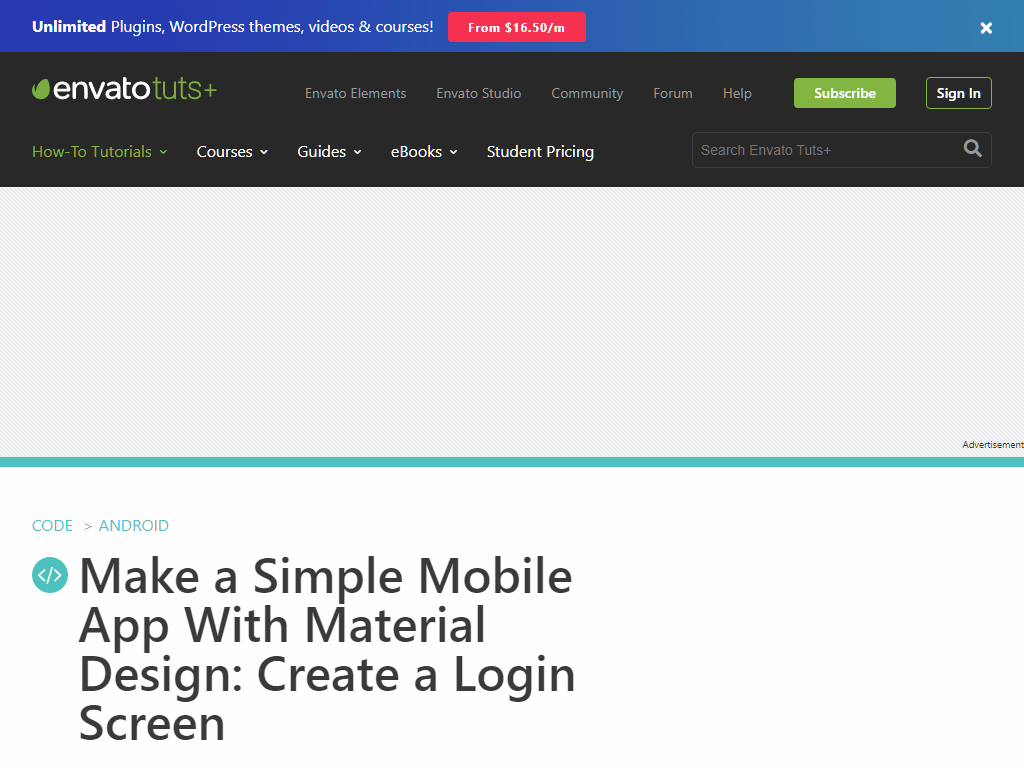 Unlimited Plugins, WordPress themes, videos & courses! From $16.50/m
envatotuts+ Envato Elements Envato Studio Community Forum Help Subscribe Sign In
How-To Tutorials Courses Guides eBooks Student Pricing Search Envato Tuts+
Advertisement
CODE > ANDROID
</> Make a Simple Mobile
App With Material
Design: Create a Login
Screen